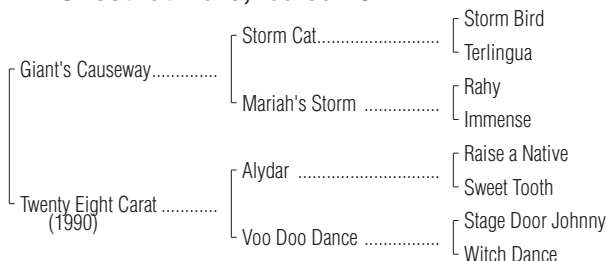 Storm Bird
Storm Cat........................
Terlingua
Giant's Causeway.............
Rahy
Mariah's Storm ...............
Immense
Raise a Native
Alydar ............................
Sweet Tooth
Twenty Eight Carat ...........
(1990)
Stage Door Johnny
Voo Doo Dance ...............
Witch Dance